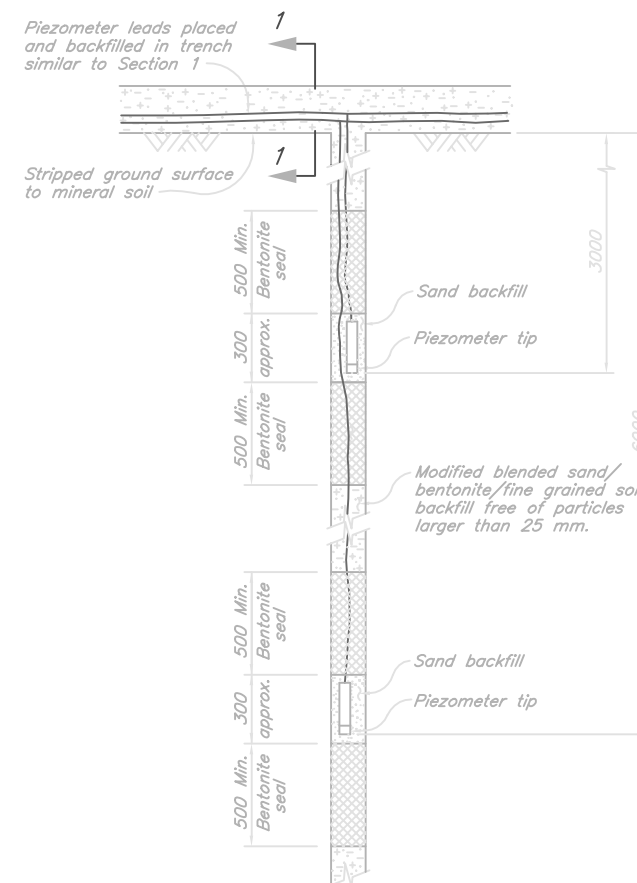 1
Piezometer leads placed
and backfilled in trench
similar to Section 1
1
Stripped ground surface
to mineral soil
3000
500 Min.
Bentonite
seal
Sand backfill
300
approx.
Piezometer tip
500 Min.
Bentonite
seal
6000
Modified blended sand/
bentonite/fine grained soi
backfill free of particles
larger than 25 mm.
500 Min.
Bentonite
seal
Sand backfill
300
approx.
Piezometer tip
500 Min.
Bentonite
seal